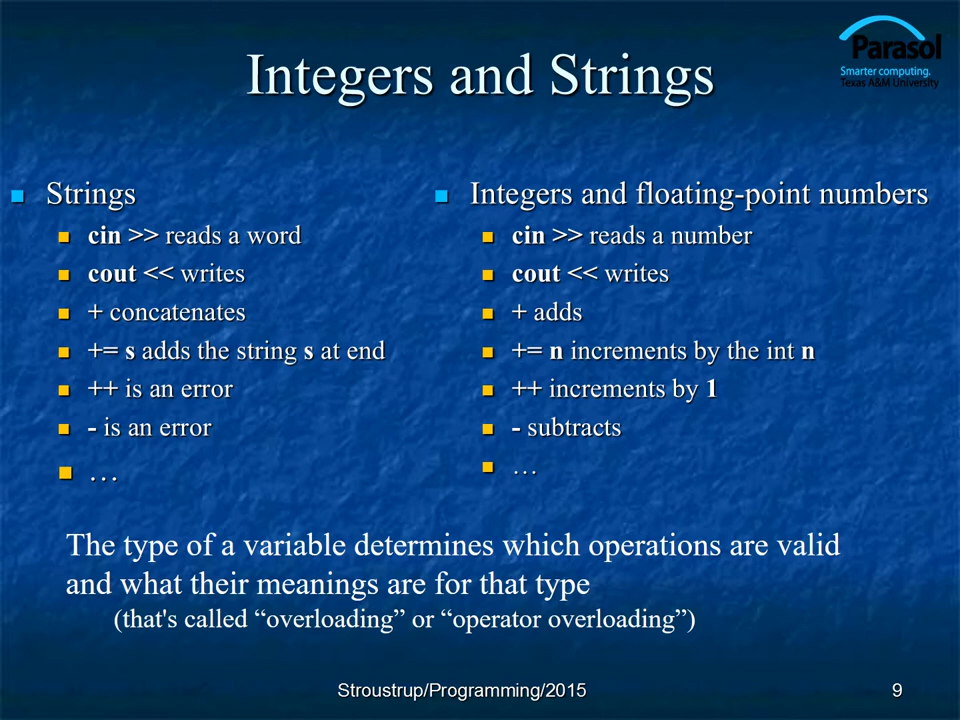 Integers and Strings
Parasol
Smarter computing.
Texas A&M University
Strings
cin >> reads a word
cout << writes
+ concatenates
+= s adds the string s at end
++ is an error
- is an error
…
Integers and floating-point numbers
cin >> reads a number
cout << writes
+ adds
+= n increments by the int n
++ increments by 1
- subtracts
…
The type of a variable determines which operations are valid
and what their meanings are for that type
(that's called “overloading” or “operator overloading”)
Stroustrup/Programming/2015
9